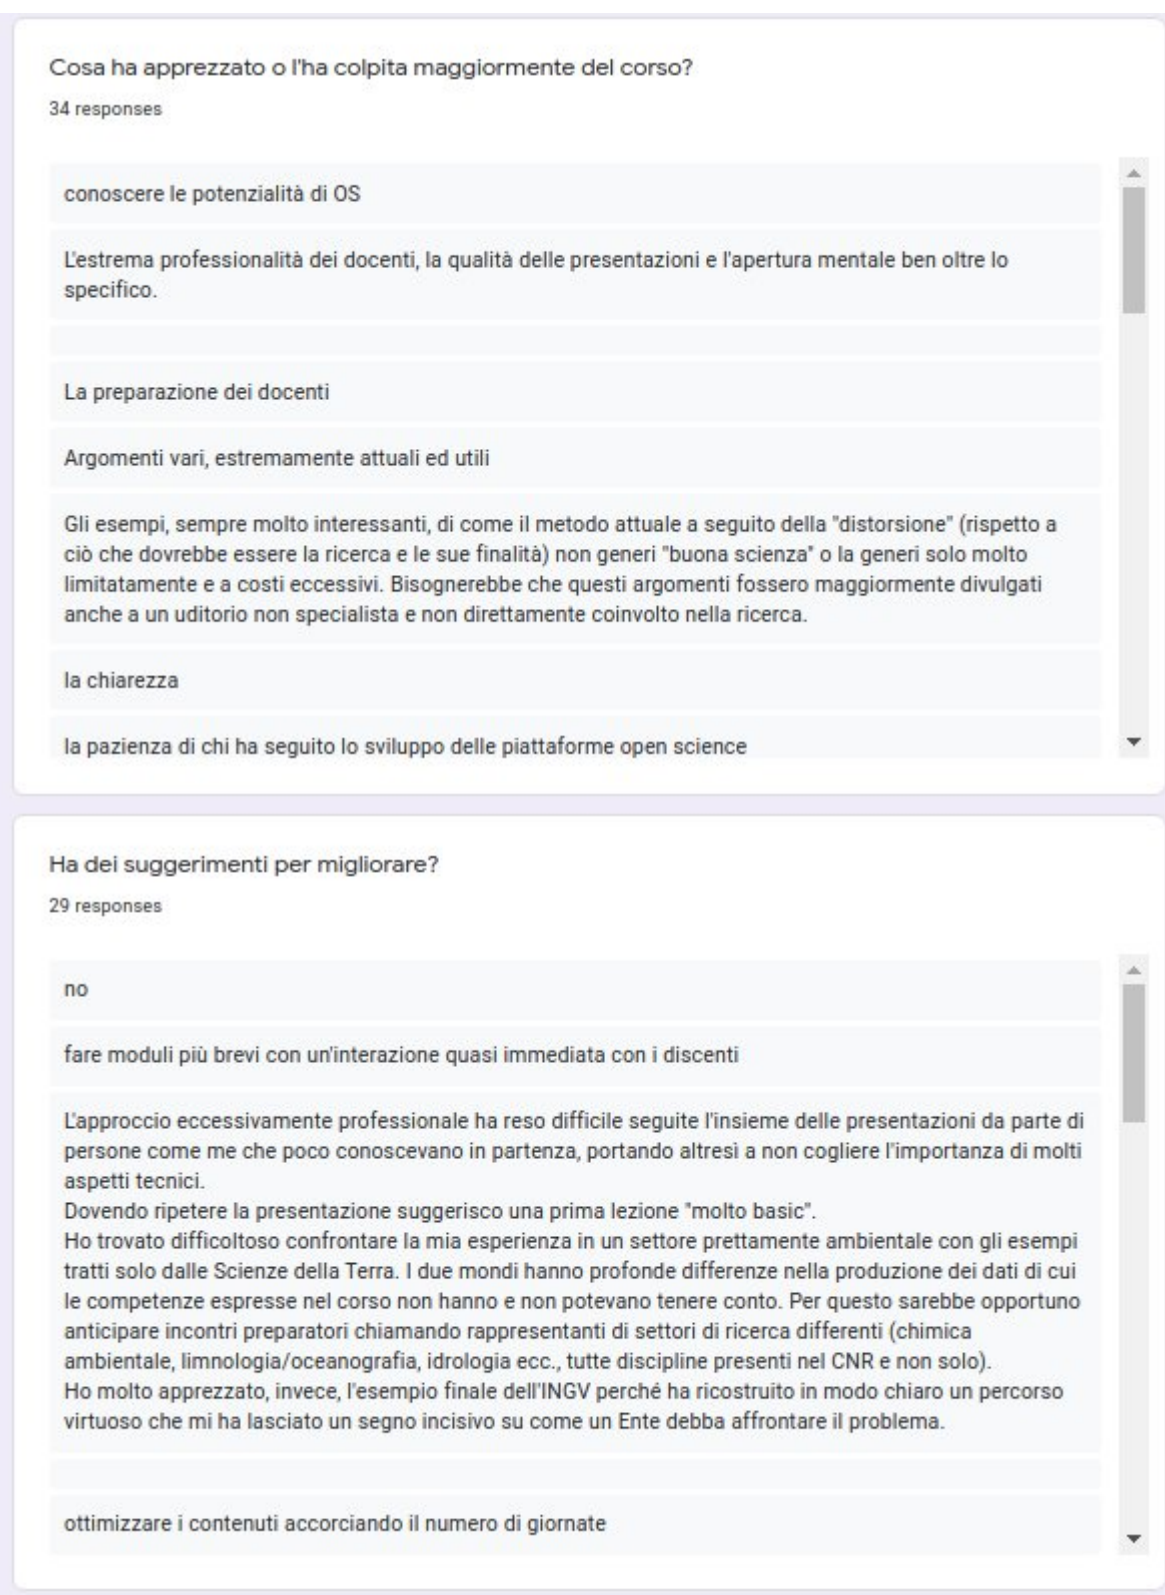 Cosa ha apprezzato o l'ha colpita maggiormente del corso?
34 responses
conoscere le potenzialità di OS
L'estrema professionalità dei docenti, la qualità delle presentazioni e l'apertura mentale ben oltre lo
specifico.
La preparazione dei docenti
Argomenti vari, estremamente attuali ed utili
Gli esempi, sempre molto interessanti, di come il metodo attuale a seguito della "distorsione" (rispetto a
ciò che dovrebbe essere la ricerca e le sue finalità) non generi "buona scienza" o la generi solo molto
limitatamente e a costi eccessivi. Bisognerebbe che questi argomenti fossero maggiormente divulgati
anche a un uditorio non specialista e non direttamente coinvolto nella ricerca.
la chiarezza
la pazienza di chi ha seguito lo sviluppo delle piattaforme open science
Ha dei suggerimenti per migliorare?
29 responses
no
fare moduli più brevi con un'interazione quasi immediata con i discenti
L'approccio eccessivamente professionale ha reso difficile seguite l'insieme delle presentazioni da parte di
persone come me che poco conoscevano in partenza, portando altresì a non cogliere l'importanza di molti
aspetti tecnici.
Dovendo ripetere la presentazione suggerisco una prima lezione "molto basic".
Ho trovato difficoltoso confrontare la mia esperienza in un settore prettamente ambientale con gli esempi
tratti solo dalle Scienze della Terra. I due mondi hanno profonde differenze nella produzione dei dati di cui
le competenze espresse nel corso non hanno e non potevano tenere conto. Per questo sarebbe opportuno
anticipare incontri preparatori chiamando rappresentanti di settori di ricerca differenti (chimica
ambientale, limnologia/oceanografia, idrologia ecc., tutte discipline presenti nel CNR e non solo).
Ho molto apprezzato, invece, l'esempio finale dell'INGV perché ha ricostruito in modo chiaro un percorso
virtuoso che mi ha lasciato un segno incisivo su come un Ente debba affrontare il problema.
ottimizzare i contenuti accorciando il numero di giornate